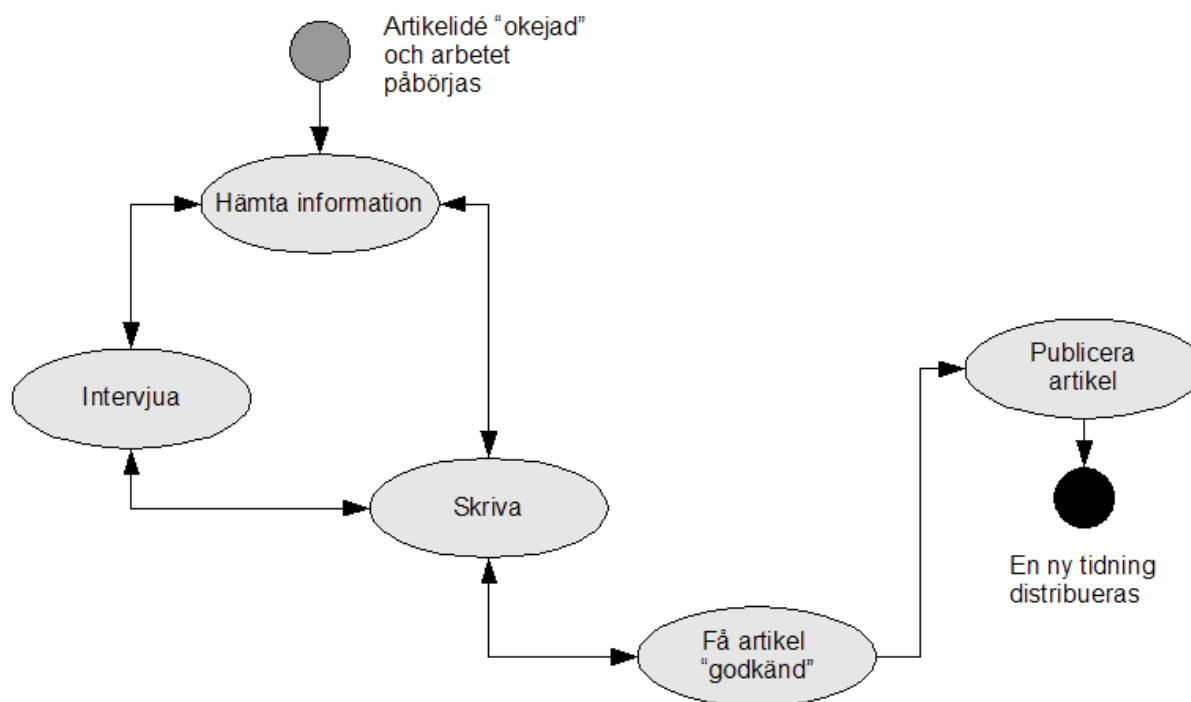 Artikelidé “okejad”
och arbetet
påbörjas
Hämta information
Intervjua
Skriva
Få artikel
“godkänd”
Publicera
artikel
En ny tidning
distribueras